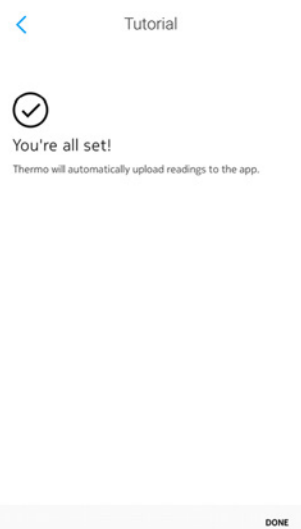 Tutorial
You're all set!
Thermo will automatically upload readings to the app.
DONE